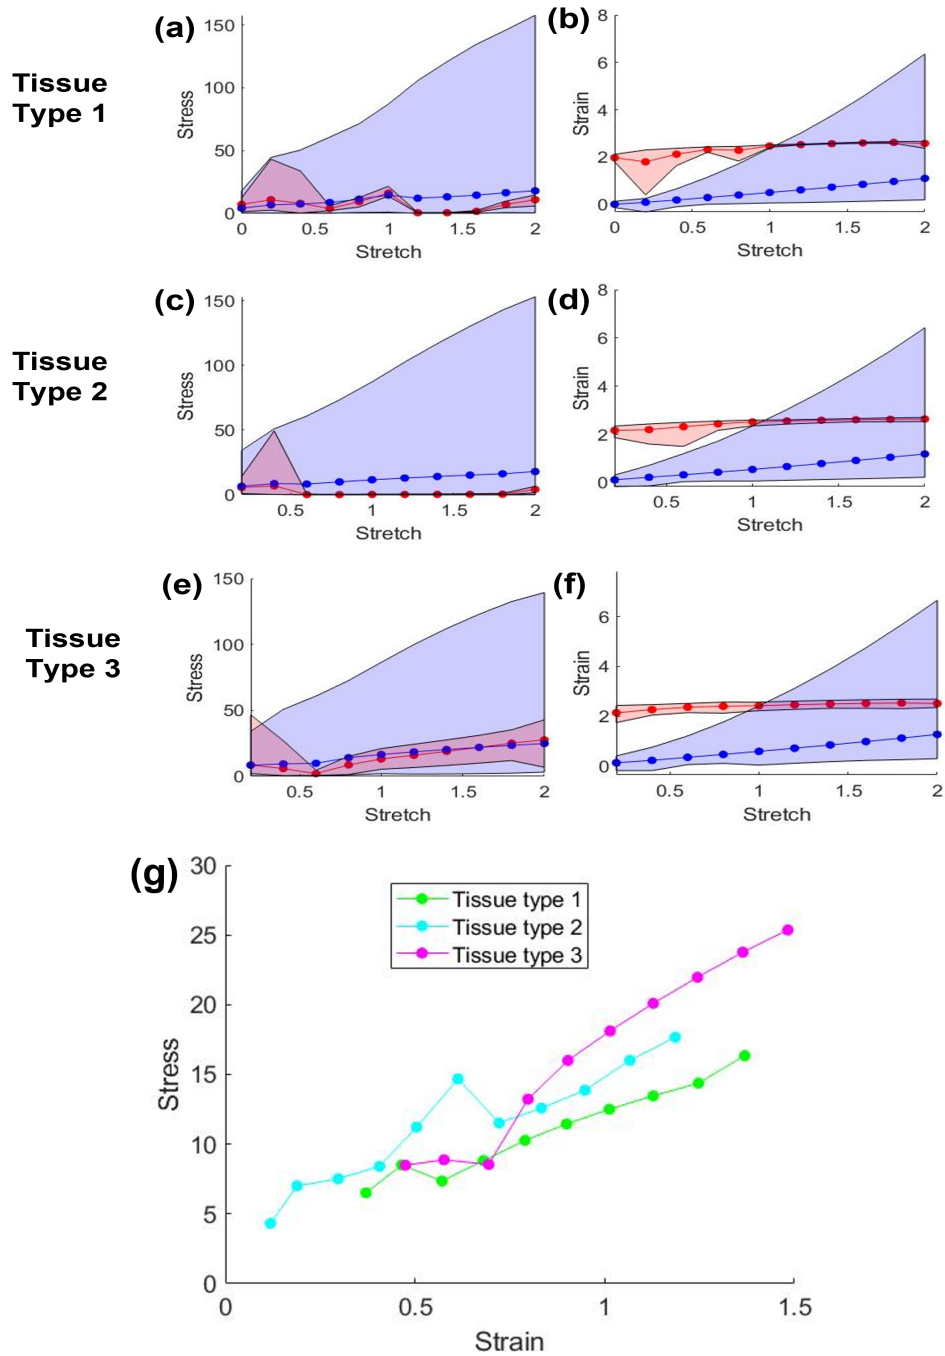 (a)
(b)
Tissue
Type 1
150
100
50
0
Stress
0
0.5
1
1.5
2
Stretch
8
6
4
2
0
Strain
0
0.5
1
1.5
2
Stretch
(c)
(d)
Tissue
Type 2
150
100
50
0
Stress
0.5
1
1.5
2
Stretch
8
6
4
2
0
Strain
0.5
1
1.5
2
Stretch
(e)
(f)
Tissue
Type 3
150
100
50
0
Stress
0.5
1
1.5
2
Stretch
6
4
2
0
Strain
0.5
1
1.5
2
Stretch
(g)
30
25
20
15
10
5
0
Stress
Tissue type 1
Tissue type 2
Tissue type 3
0
0.5
1
1.5
Strain